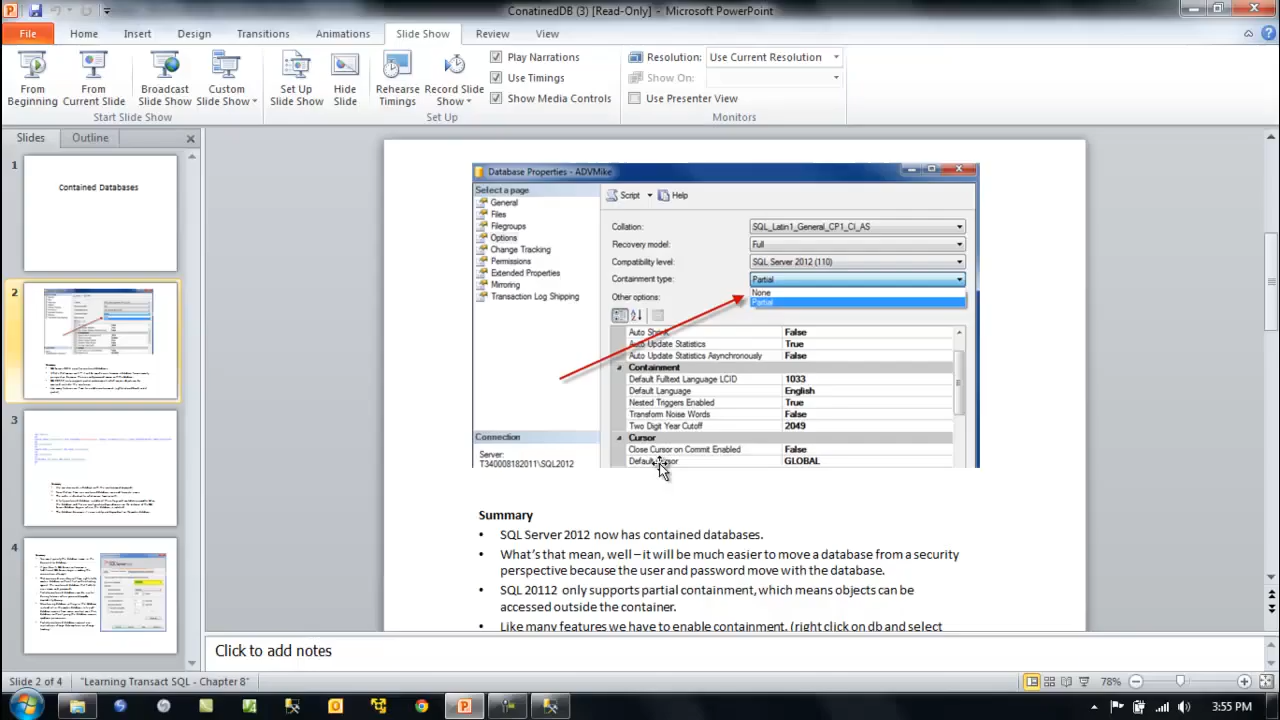 ConatinedDB (3) [Read-Only] - Microsoft PowerPoint
File Home Insert Design Transitions Animations Slide Show Review View
From Beginning
From Current Slide
Broadcast Slide Show
Custom Slide Show
Start Slide Show
Set Up Slide Show
Hide Slide
Rehearse Timings
Record Slide Show
Play Narrations
Use Timings
Show Media Controls
Set Up
Resolution: Use Current Resolution
Show On:
Use Presenter View
Monitors
Slides Outline
1
Contained Databases
2
3
4
Database Properties - ADVMike
Select a page
General
Files
Filegroups
Options
Change Tracking
Permissions
Extended Properties
Mirroring
Transaction Log Shipping
Connection
Server:
T340008182011\SQL2012
Script Help
Collation: SQL_Latin1_General_CP1_CI_AS
Recovery model: Full
Compatibility level: SQL Server 2012 (110)
Containment type: Partial
None
Partial
Other options:
Auto Shrink False
Auto Update Statistics True
Auto Update Statistics Asynchronously False
Containment
Default Fulltext Language LCID 1033
Default Language English
Nested Triggers Enabled True
Transform Noise Words False
Two Digit Year Cutoff 2049
Cursor
Close Cursor on Commit Enabled False
Default Cursor GLOBAL
Summary
• SQL Server 2012 now has contained databases.
What's that mean, well – it will be much easier to move a database from a security
perspective because the user and password move with the database.
• SQL 20112 only supports partial containment, which means objects can be
accessed outside the container.
• Like many features we have to enable containment. (right click on db and select
Click to add notes
Slide 2 of 4 "Learning Transact SQL - Chapter 8" 78%
3:55 PM